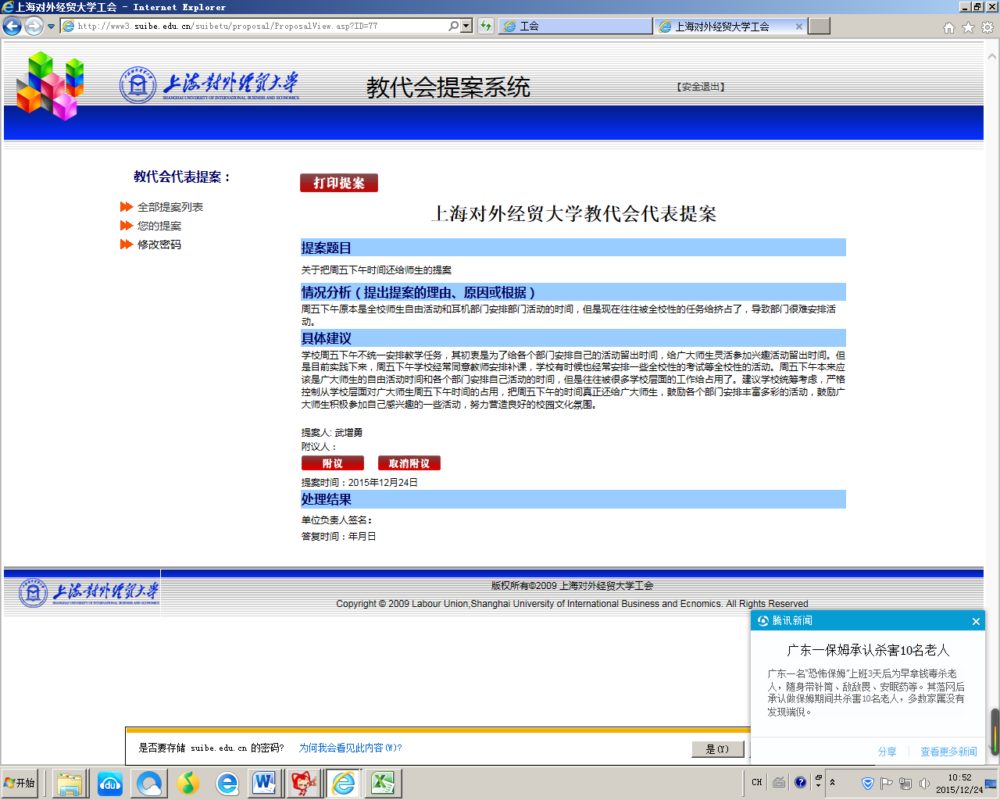 上海对外经贸大学工会 - Internet Explorer
http://www3.suibe.edu.cn/suibetu/proposal/ProposalView.asp?ID=77
工会
上海对外经贸大学工会
上海对外经贸大学
SHANGHAI UNIVERSITY OF INTERNATIONAL BUSINESS AND ECONOMICS
教代会提案系统
【安全退出】
教代会代表提案：
全部提案列表
您的提案
修改密码
打印提案
上海对外经贸大学教代会代表提案
提案题目
关于把周五下午时间还给师生的提案
情况分析（提出提案的理由、原因或根据）
周五下午原本是全校师生自由活动和耳机部门安排部门活动的时间，但是现在往往被全校性的任务给挤占了，导致部门很难安排活
动。
具体建议
学校周五下午不统一安排教学任务，其初衷是为了给各个部门安排自己的活动留出时间，给广大师生灵活参加兴趣活动留出时间。但
是目前实践下来，周五下午学校经常同意教师安排补课，学校有时候也经常安排一些全校性的考试等全校性的活动。周五下午本来应
该是广大师生的自由活动时间和各个部门安排自己活动的时间，但是往往被很多学校层面的工作给占用了。建议学校统筹考虑，严格
控制从学校层面对广大师生周五下午时间的占用，把周五下午的时间真正还给广大师生，鼓励各个部门安排丰富多彩的活动，鼓励广
大师生积极参加自己感兴趣的一些活动，努力营造良好的校园文化氛围。
提案人: 武增勇
附议人：
附议
取消附议
提案时间：2015年12月24日
处理结果
单位负责人签名：
答复时间：年月日
上海对外经贸大学
SHANGHAI UNIVERSITY OF INTERNATIONAL BUSINESS AND ECONOMICS
版权所有©2009 上海对外经贸大学工会
Copyright © 2009 Labour Union,Shanghai University of International Business and Ecnomics. All Rights Reserved
腾讯新闻
广东一保姆承认杀害10名老人
广东一名“恐怖保姆”上班3天后为早拿钱毒杀老
人，随身带针筒、敌敌畏、安眠药等。其落网后
承认做保姆期间共杀害10名老人，多数家属没有
发现端倪。
分享
查看更多新闻
是否要存储 suibe.edu.cn 的密码?
为何我会看见此内容(W)?
是(Y)
开始
du
CH
10:52
2015/12/24